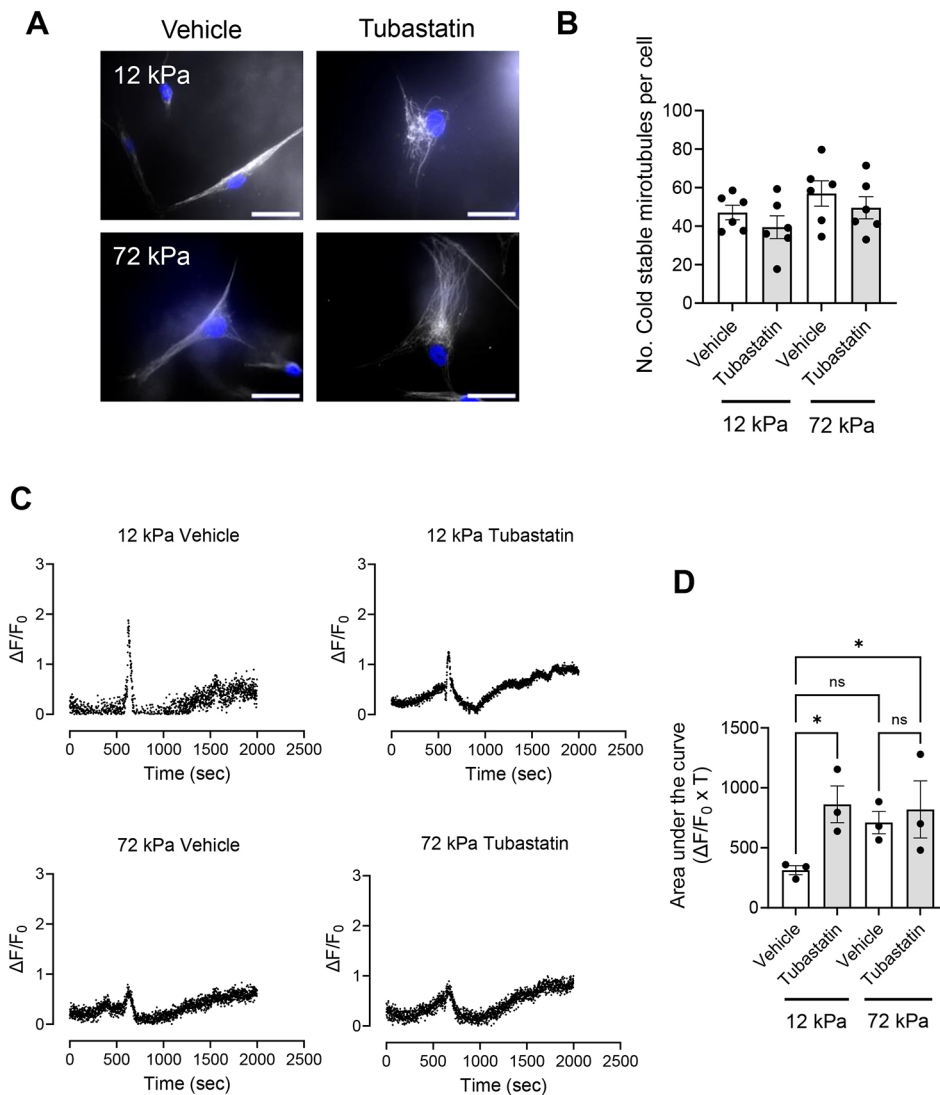 A
Vehicle
Tubastatin
12 kPa
72 kPa
B
No. Cold stable mirotubules per cell
100
80
60
40
20
0
Vehicle
Tubastatin
Vehicle
Tubastatin
12 kPa
72 kPa
C
12 kPa Vehicle
ΔF/F0
3
2
1
0
0 500 1000 1500 2000 2500
Time (sec)
12 kPa Tubastatin
ΔF/F0
3
2
1
0
0 500 1000 1500 2000 2500
Time (sec)
72 kPa Vehicle
ΔF/F0
3
2
1
0
0 500 1000 1500 2000 2500
Time (sec)
72 kPa Tubastatin
ΔF/F0
3
2
1
0
0 500 1000 1500 2000 2500
Time (sec)
D
*
ns
* ns
Area under the curve
(ΔF/F0 x T)
1500
1000
500
0
Vehicle
Tubastatin
Vehicle
Tubastatin
12 kPa
72 kPa